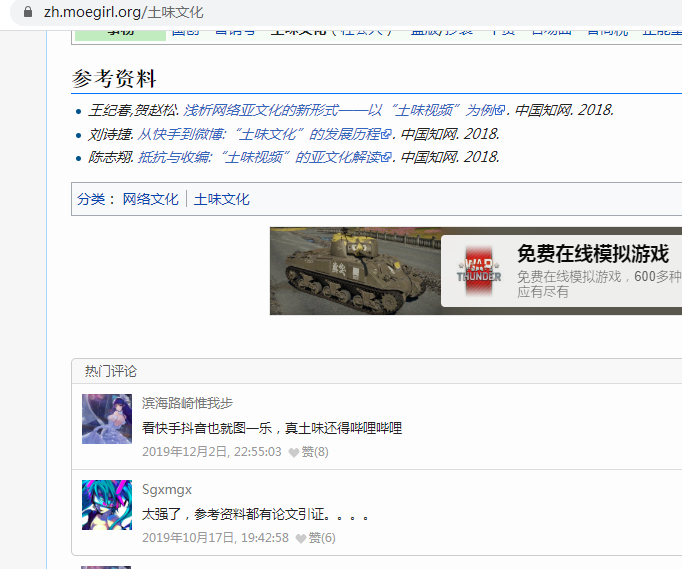 zh.moegirl.org/土味文化
参考资料
王纪春,贺赵松. 浅析网络亚文化的新形式——以“土味视频”为例. 中国知网. 2018.
刘诗捷. 从快手到微博:“土味文化”的发展历程. 中国知网. 2018.
陈志翔. 抵抗与收编:“土味视频”的亚文化解读. 中国知网. 2018.
分类： 网络文化 | 土味文化
WAR THUNDER
免费在线模拟游戏
免费在线模拟游戏，600多种
应有尽有
热门评论
滨海路崎惟我步
看快手抖音也就图一乐，真土味还得哔哩哔哩
2019年12月2日, 22:55:03 赞(8)
Sgxmgx
太强了，参考资料都有论文引证。。。。
2019年10月17日, 19:42:58 赞(6)